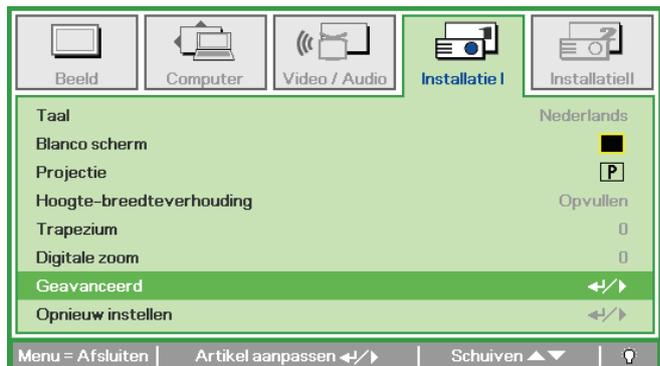 Beeld
Computer
Video / Audio
Installatie I
InstallatieII
Taal Nederlands
Blanco scherm
Projectie P
Hoogte-breedteverhouding Opvullen
Trapezium 0
Digitale zoom 0
Geavanceerd
Opnieuw instellen
Menu = Afsluiten Artikel aanpassen Schuiven